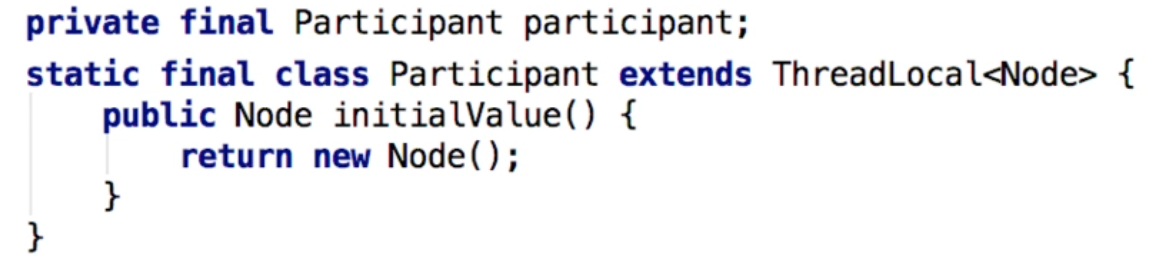 private final Participant participant;
static final class Participant extends ThreadLocal<Node> {
    public Node initialValue() {
        return new Node();
    }
}